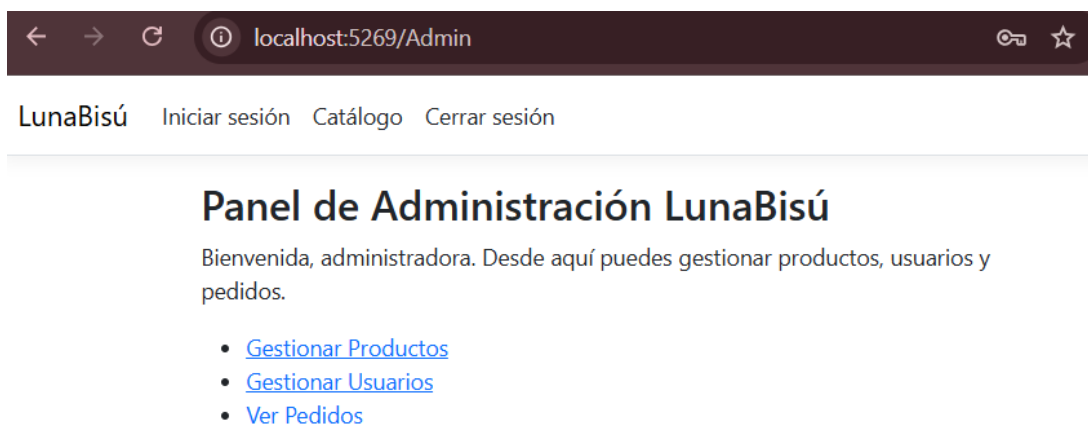 localhost:5269/Admin
LunaBisú Iniciar sesión Catálogo Cerrar sesión
Panel de Administración LunaBisú
Bienvenida, administradora. Desde aquí puedes gestionar productos, usuarios y
pedidos.
Gestionar Productos
Gestionar Usuarios
Ver Pedidos